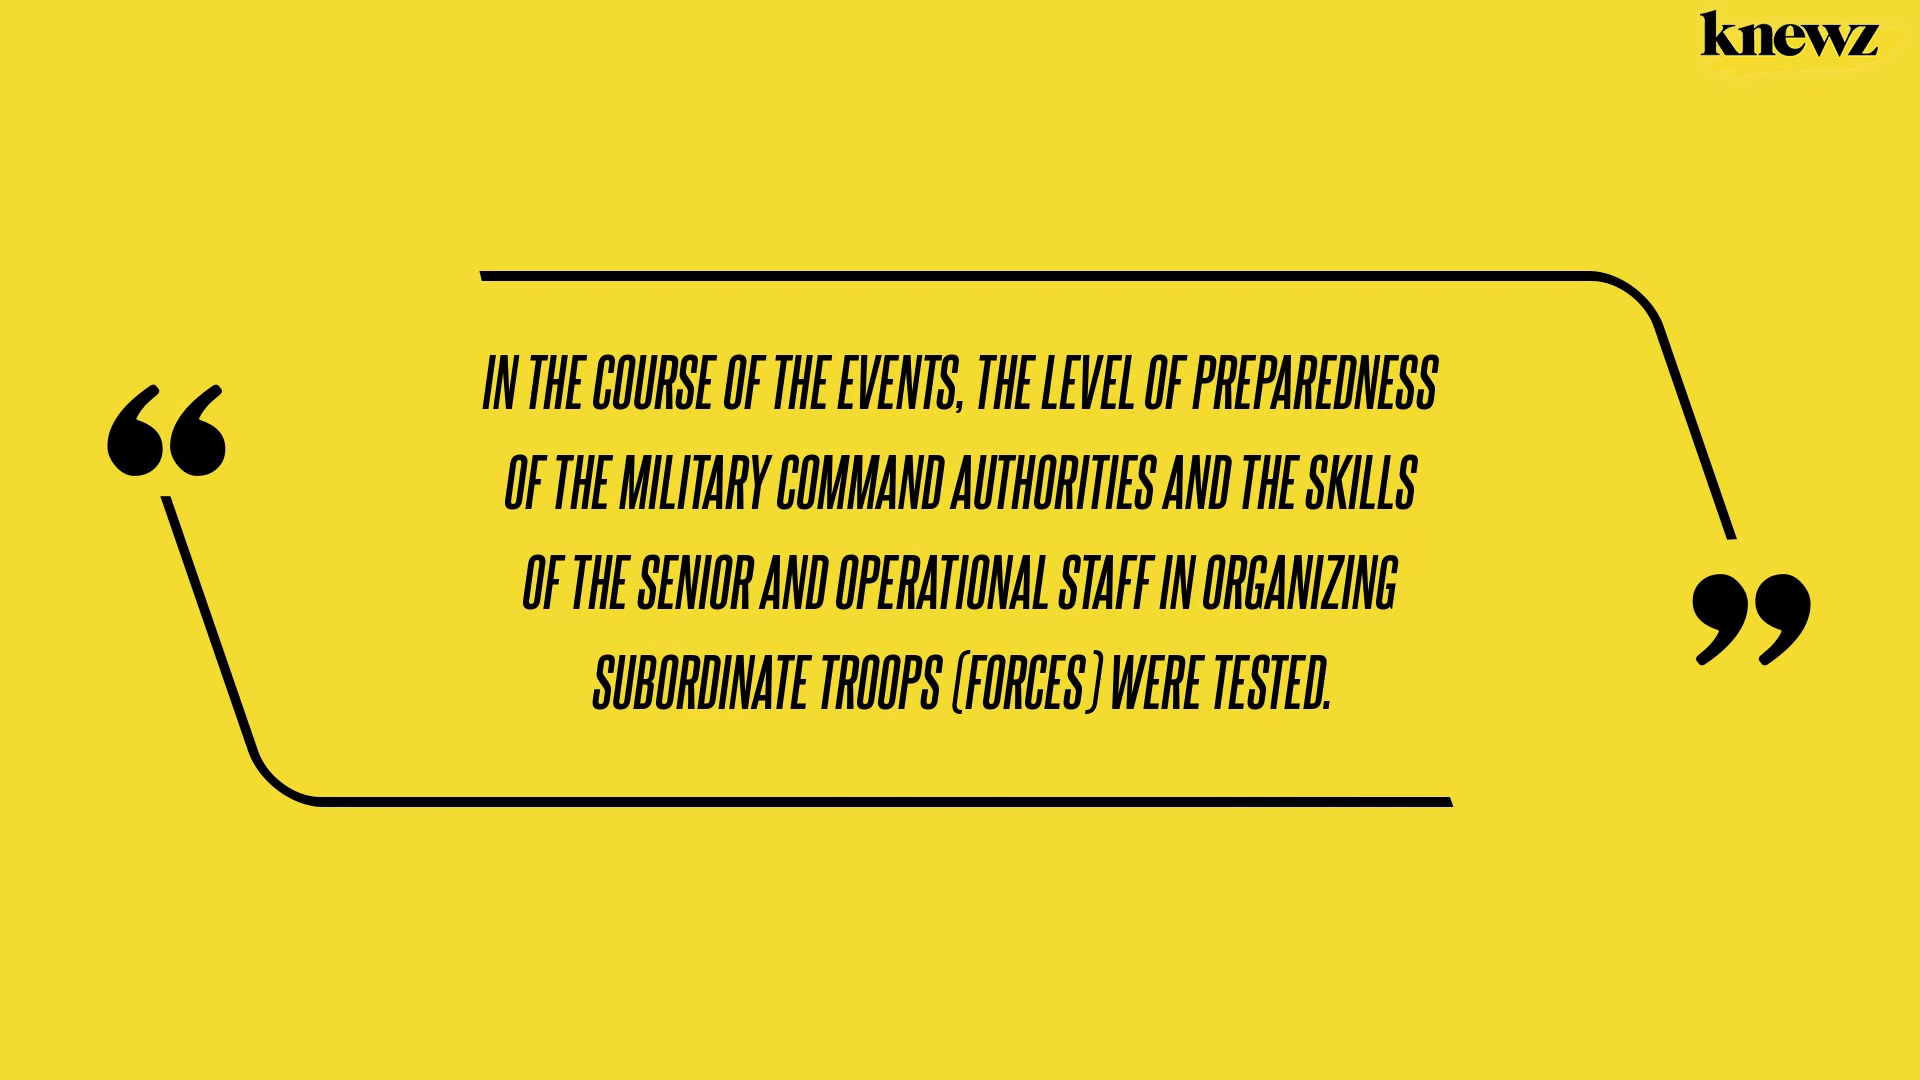 knewz
“
IN THE COURSE OF THE EVENTS, THE LEVEL OF PREPAREDNESS
OF THE MILITARY COMMAND AUTHORITIES AND THE SKILLS
OF THE SENIOR AND OPERATIONAL STAFF IN ORGANIZING
SUBORDINATE TROOPS (FORCES) WERE TESTED.
”